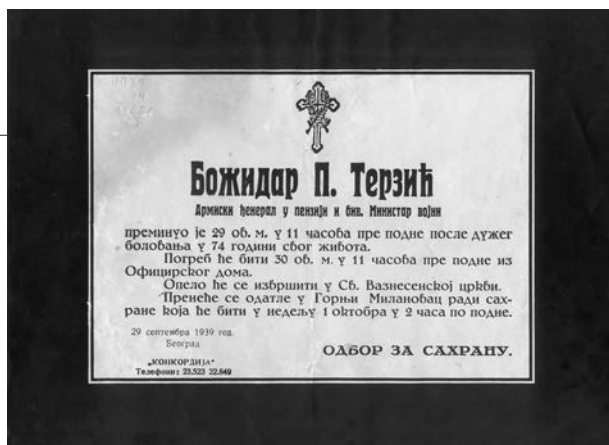 Божидар П. Терзић
Армиски ђенерал у пензији и бив. Министар војни
преминуо је 29 ов. м. у 11 часова пре подне после дужег
боловања у 74 години свог живота.
Погреб ће бити 30 ов. м. у 11 часова пре подне из
Официрског дома.
Опело ће се извршити у Св. Вазнесенској цркви.
Пренеће се одатле у Горњи Милановац ради сах-
ране која ће бити у недељу 1 октобра у 2 часа по подне.
29 септембра 1939 год.
Београд
ОДБОР ЗА САХРАНУ.
„КОНКОРДИЈА“
Телефони: 23.523 22.849